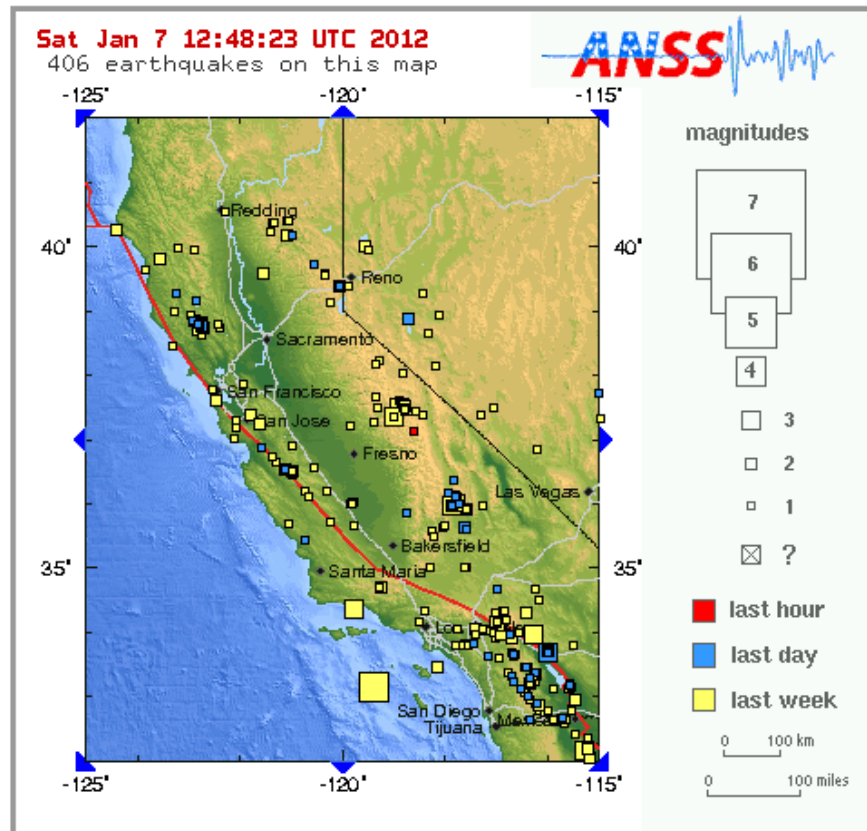 Sat Jan 7 12:48:23 UTC 2012
406 earthquakes on this map
ANSS
-125°
-120°
-115°
magnitudes
7
6
5
4
3
2
1
?
40°
40°
35°
35°
Redding
Reno
Sacramento
San Francisco
San Jose
Fresno
Las Vegas
Bakersfield
Santa Maria
San Diego
Tijuana
last hour
last day
last week
0 100 km
0 100 miles
-125°
-120°
-115°